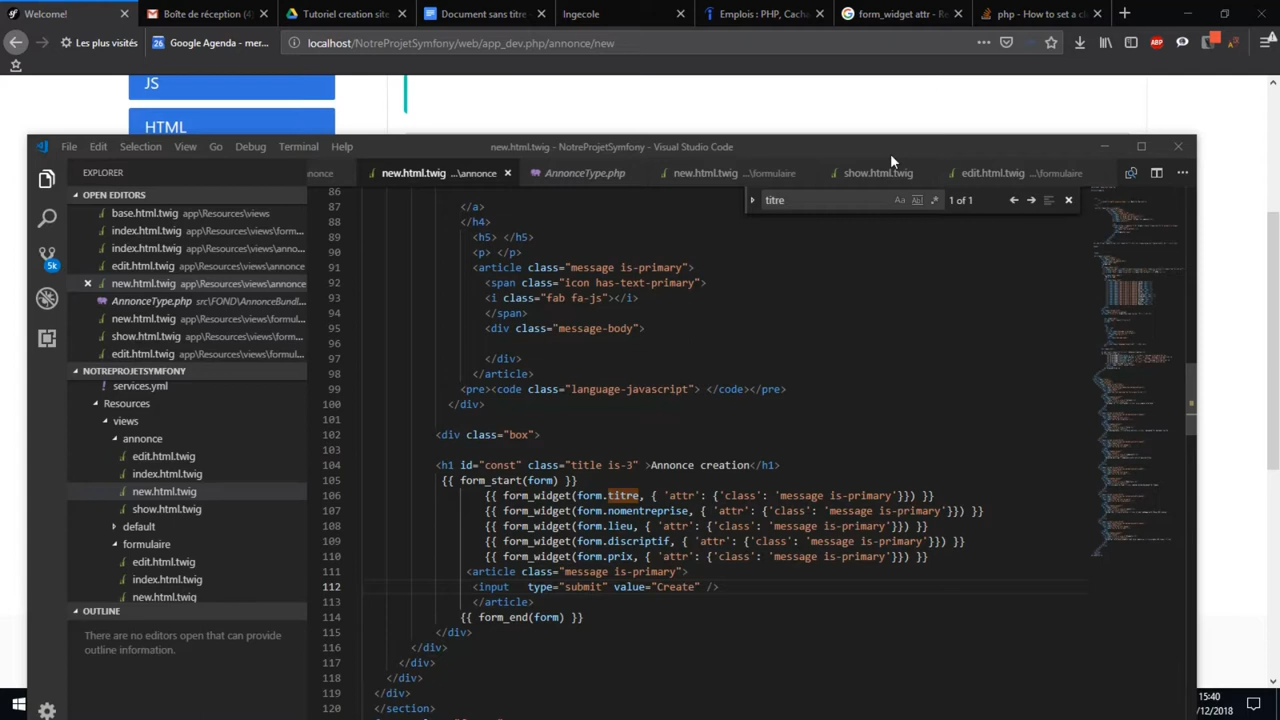 Welcome!
Boîte de réception (4)
Tutoriel creation site
Document sans titre -
Ingecole
Emplois : PHP, Cacha
form_widget attr - Re
php - How to set a cl
Les plus visités
26 Google Agenda - mer...
localhost/NotreProjetSymfony/web/app_dev.php/annonce/new
ABP
JS
HTML
File Edit Selection View Go Debug Terminal Help
new.html.twig - NotreProjetSymfony - Visual Studio Code
EXPLORER
nonce
new.html.twig ...\annonce
AnnonceType.php
new.html.twig ...\formulaire
show.html.twig
edit.html.twig ...\formulaire
OPEN EDITORS
base.html.twig app\Resources\views
index.html.twig app\Resources\views\form...
index.html.twig app\Resources\views\anno...
edit.html.twig app\Resources\views\annonce
new.html.twig app\Resources\views\annonce
AnnonceType.php src\FOND\AnnonceBundl...
new.html.twig app\Resources\views\formul...
show.html.twig app\Resources\views\formu...
edit.html.twig app\Resources\views\formul...
5k
NOTREPROJETSYMFONY
services.yml
Resources
views
annonce
edit.html.twig
index.html.twig
new.html.twig
show.html.twig
default
formulaire
edit.html.twig
index.html.twig
new.html.twig
OUTLINE
There are no editors open that can provide
outline information.
titre Aa Abl .* 1 of 1
86
87 </a>
88 </h4>
89 <h5> </h5>
90 <p> </p>
91 <article class="message is-primary">
92 <span class="icon has-text-primary">
93 <i class="fab fa-js"></i>
94 </span>
95 <div class="message-body">
96
97 </div>
98 </article>
99 <pre><code class="language-javascript"> </code></pre>
100 </div>
101
102 <div class="box">
103
104 <h1 id="const" class="title is-3" >Annonce creation</h1>
105 {{ form_start(form) }}
106 {{ form_widget(form.titre, { 'attr': {'class': 'message is-primary'}}) }}
107 {{ form_widget(form.nomentreprise, { 'attr': {'class': 'message is-primary'}}) }}
108 {{ form_widget(form.lieu, { 'attr': {'class': 'message is-primary'}}) }}
109 {{ form_widget(form.discriptif, { 'attr': {'class': 'message is-primary'}}) }}
110 {{ form_widget(form.prix, { 'attr': {'class': 'message is-primary'}}) }}
111 <article class="message is-primary">
112 <input type="submit" value="Create" />
113 </article>
114 {{ form_end(form) }}
115 </div>
116 </div>
117 </div>
118 </div>
119 </div>
120 </section>
15:40
/12/2018